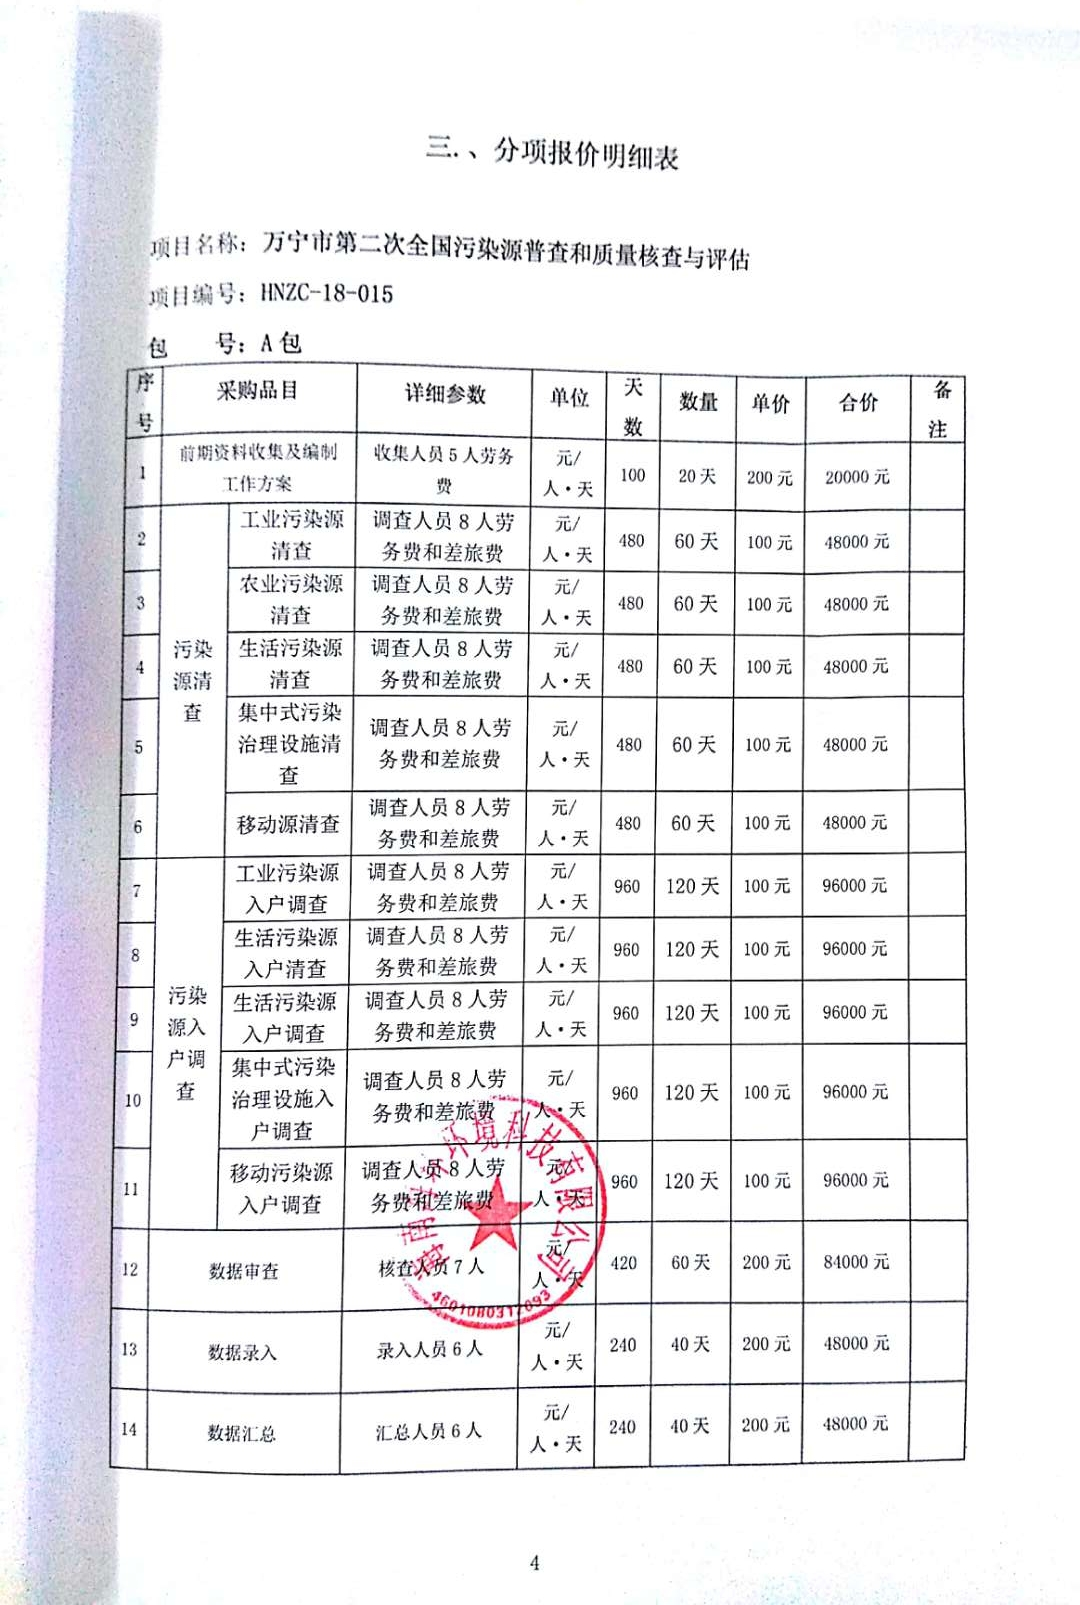 三.、分项报价明细表
项目名称：万宁市第二次全国污染源普查和质量核查与评估
项目编号：HNZC-18-015
包 号：A包
序号 采购品目 详细参数 单位 天数 数量 单价 合价 备注
1 前期资料收集及编制工作方案 收集人员5人劳务费 元/人·天 100 20天 200元 20000元
污染源清查
2 工业污染源清查 调查人员8人劳务费和差旅费 元/人·天 480 60天 100元 48000元
3 农业污染源清查 调查人员8人劳务费和差旅费 元/人·天 480 60天 100元 48000元
4 生活污染源清查 调查人员8人劳务费和差旅费 元/人·天 480 60天 100元 48000元
5 集中式污染治理设施清查 调查人员8人劳务费和差旅费 元/人·天 480 60天 100元 48000元
6 移动源清查 调查人员8人劳务费和差旅费 元/人·天 480 60天 100元 48000元
污染源入户调查
7 工业污染源入户调查 调查人员8人劳务费和差旅费 元/人·天 960 120天 100元 96000元
8 生活污染源入户清查 调查人员8人劳务费和差旅费 元/人·天 960 120天 100元 96000元
9 生活污染源入户调查 调查人员8人劳务费和差旅费 元/人·天 960 120天 100元 96000元
10 集中式污染治理设施入户调查 调查人员8人劳务费和差旅费 元/人·天 960 120天 100元 96000元
11 移动污染源入户调查 调查人员8人劳务费和差旅费 元/人·天 960 120天 100元 96000元
12 数据审查 核查人员7人 元/人·天 420 60天 200元 84000元
13 数据录入 录入人员6人 元/人·天 240 40天 200元 48000元
14 数据汇总 汇总人员6人 元/人·天 240 40天 200元 48000元
海南 环境科技有限公司
4